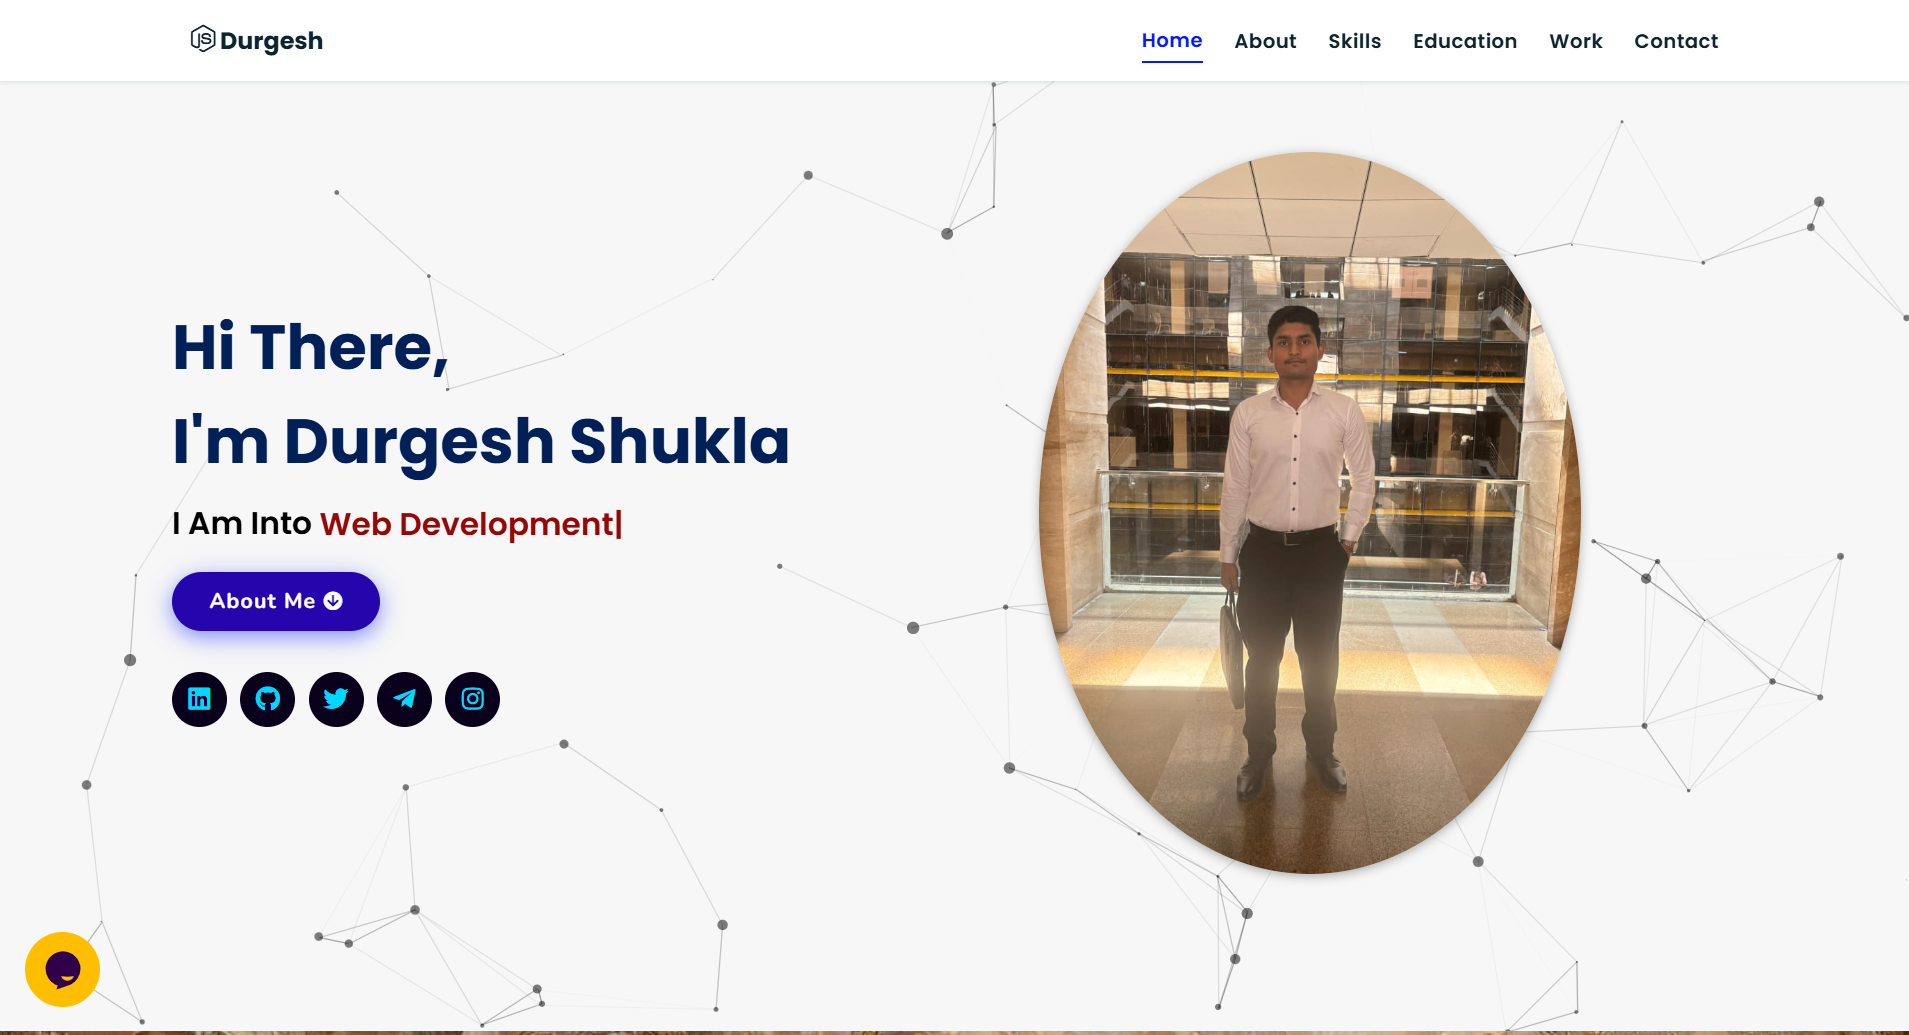 Durgesh
Home About Skills Education Work Contact
Hi There,
I'm Durgesh Shukla
I Am Into Web Development|
About Me